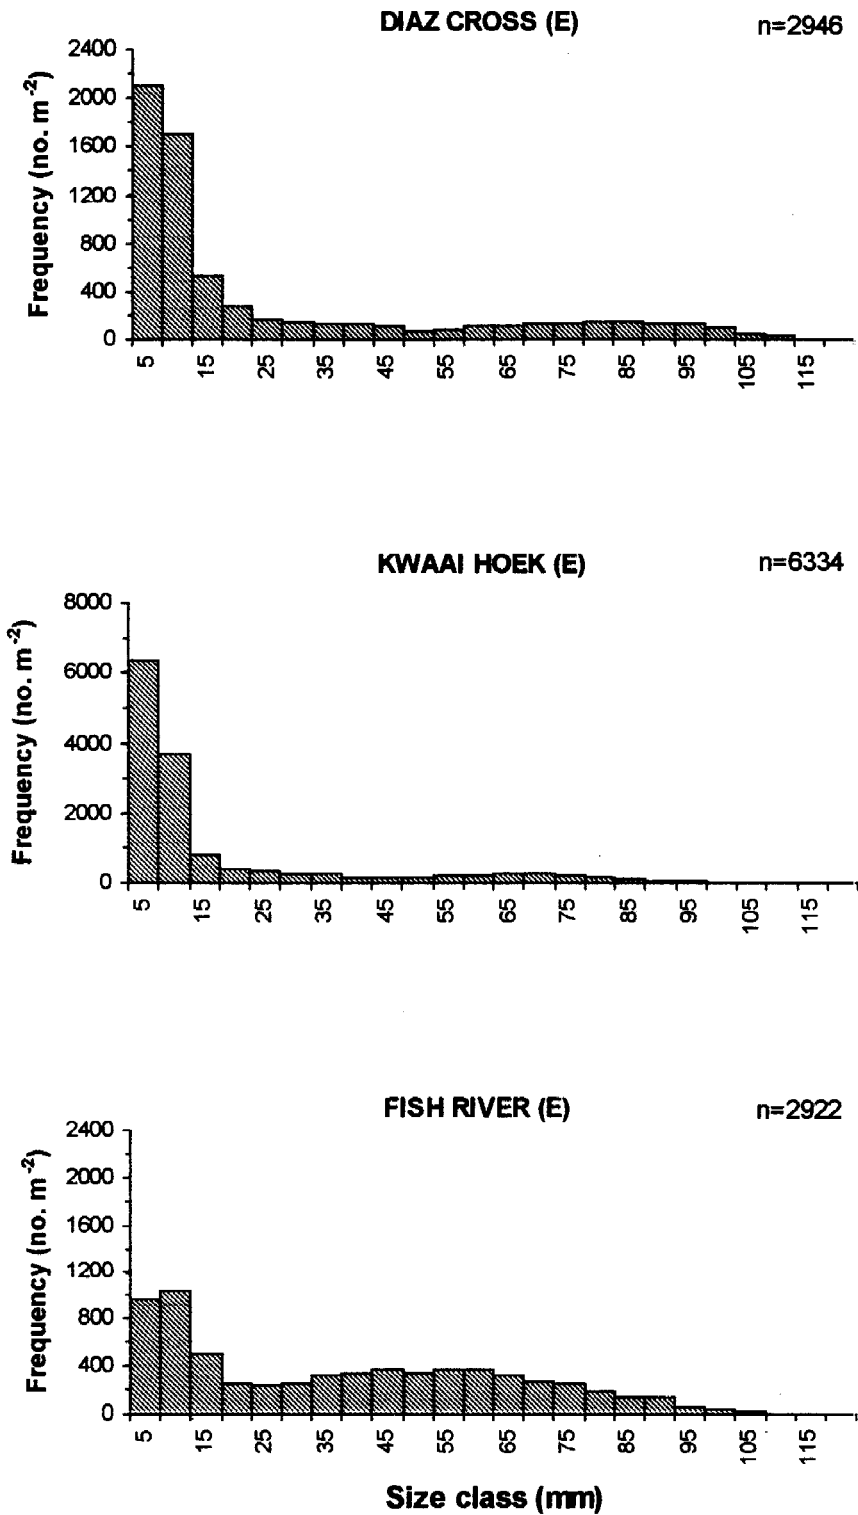 DIAZ CROSS (E) n=2946
Frequency (no. m⁻²)
2400
2000
1600
1200
800
400
0
5 15 25 35 45 55 65 75 85 95 105 115
KWAAI HOEK (E) n=6334
Frequency (no. m⁻²)
8000
6000
4000
2000
0
5 15 25 35 45 55 65 75 85 95 105 115
FISH RIVER (E) n=2922
Frequency (no. m⁻²)
2400
2000
1600
1200
800
400
0
5 15 25 35 45 55 65 75 85 95 105 115
Size class (mm)